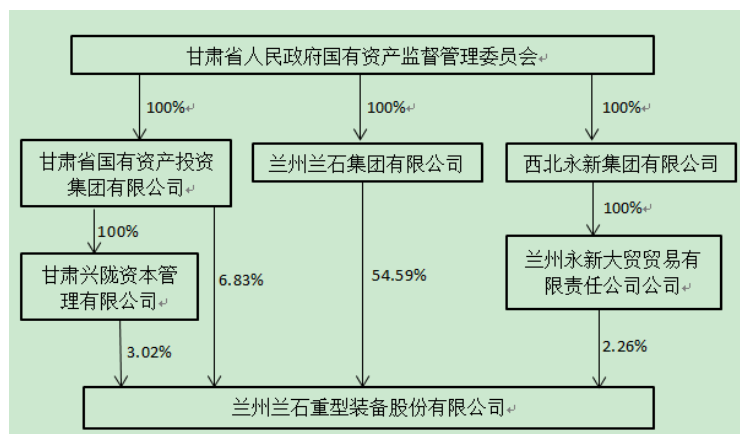 甘肃省人民政府国有资产监督管理委员会
100%
100%
100%
甘肃省国有资产投资
集团有限公司
兰州兰石集团有限公司
西北永新集团有限公司
100%
100%
甘肃兴陇资本管
理有限公司
6.83%
54.59%
兰州永新大贸贸易有
限责任公司公司
3.02%
2.26%
兰州兰石重型装备股份有限公司